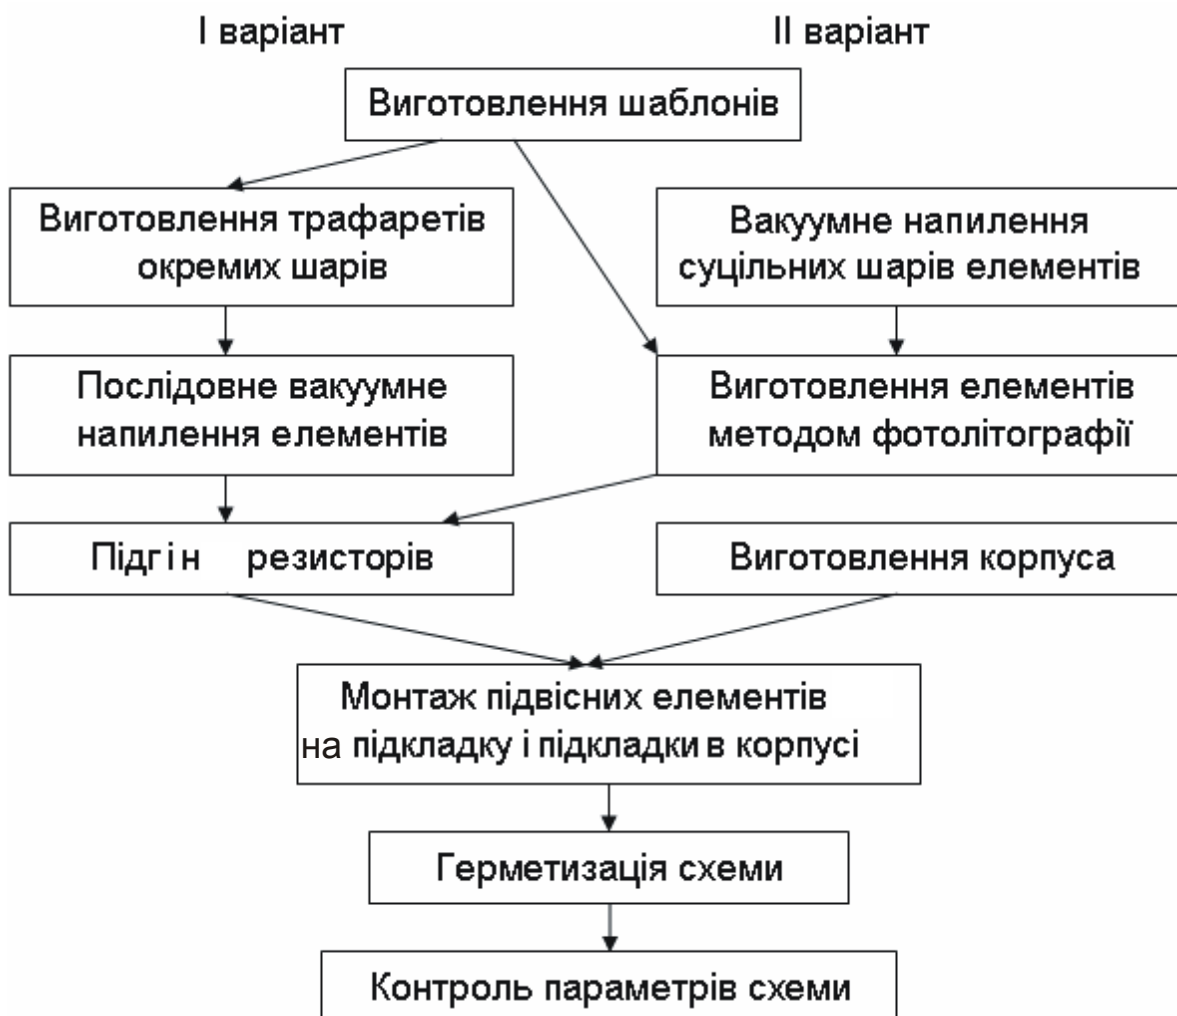 І варіант
ІІ варіант
Виготовлення шаблонів
Виготовлення трафаретів
окремих шарів
Вакуумне напилення
суцільних шарів елементів
Послідовне вакуумне
напилення елементів
Виготовлення елементів
методом фотолітографії
Підгін резисторів
Виготовлення корпуса
Монтаж підвісних елементів
на підкладку і підкладки в корпусі
Герметизація схеми
Контроль параметрів схеми